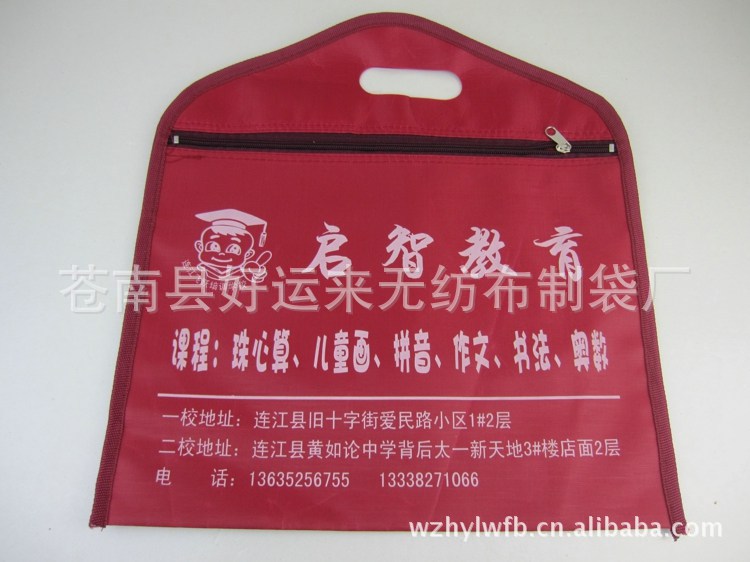 启智教育
苍南县好运来无纺布制袋厂
课程：珠心算、儿童画、拼音、作文、书法、奥数
一校地址：连江县旧十字街爱民路小区1#2层
二校地址：连江县黄如论中学背后太一新天地3#楼店面2层
电 话：13635256755 13338271066
wzhylwfb.cn.alibaba.com